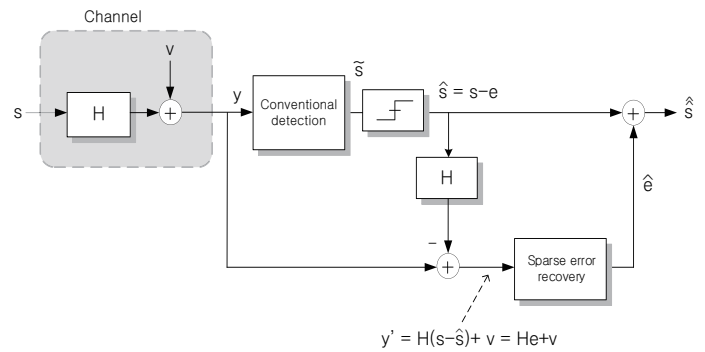 Channel
v
s
H
+
y
Conventional
detection
s̃
ŝ = s–e
+
ŝ̂
H
ê
–
+
Sparse error
recovery
y' = H(s–ŝ)+ v = He+v